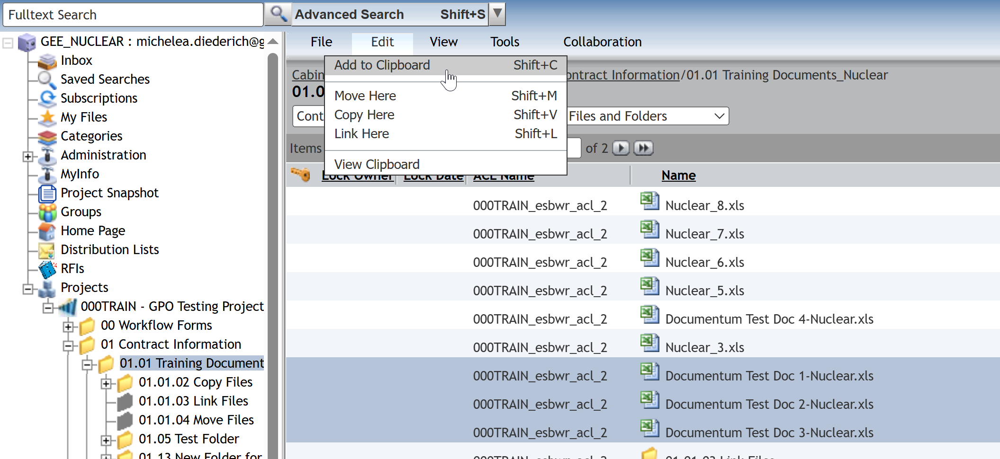 Fulltext Search
Advanced Search Shift+S
GEE_NUCLEAR : michelea.diederich@g
Inbox
Saved Searches
Subscriptions
My Files
Categories
Administration
MyInfo
Project Snapshot
Groups
Home Page
Distribution Lists
RFIs
Projects
000TRAIN - GPO Testing Project
00 Workflow Forms
01 Contract Information
01.01 Training Document
01.01.02 Copy Files
01.01.03 Link Files
01.01.04 Move Files
01.05 Test Folder
01.13 New Folder for
File Edit View Tools Collaboration
Add to Clipboard Shift+C
Move Here Shift+M
Copy Here Shift+V
Link Here Shift+L
View Clipboard
Cabin ontract Information/01.01 Training Documents_Nuclear
01.0
Cont Files and Folders
Items of 2
Lock Owner Lock Date ACL Name Name
000TRAIN_esbwr_acl_2 Nuclear_8.xls
000TRAIN_esbwr_acl_2 Nuclear_7.xls
000TRAIN_esbwr_acl_2 Nuclear_6.xls
000TRAIN_esbwr_acl_2 Nuclear_5.xls
000TRAIN_esbwr_acl_2 Documentum Test Doc 4-Nuclear.xls
000TRAIN_esbwr_acl_2 Nuclear_3.xls
000TRAIN_esbwr_acl_2 Documentum Test Doc 1-Nuclear.xls
000TRAIN_esbwr_acl_2 Documentum Test Doc 2-Nuclear.xls
000TRAIN_esbwr_acl_2 Documentum Test Doc 3-Nuclear.xls
000TRAIN_esbwr_acl_2 01.01.03 Link Files